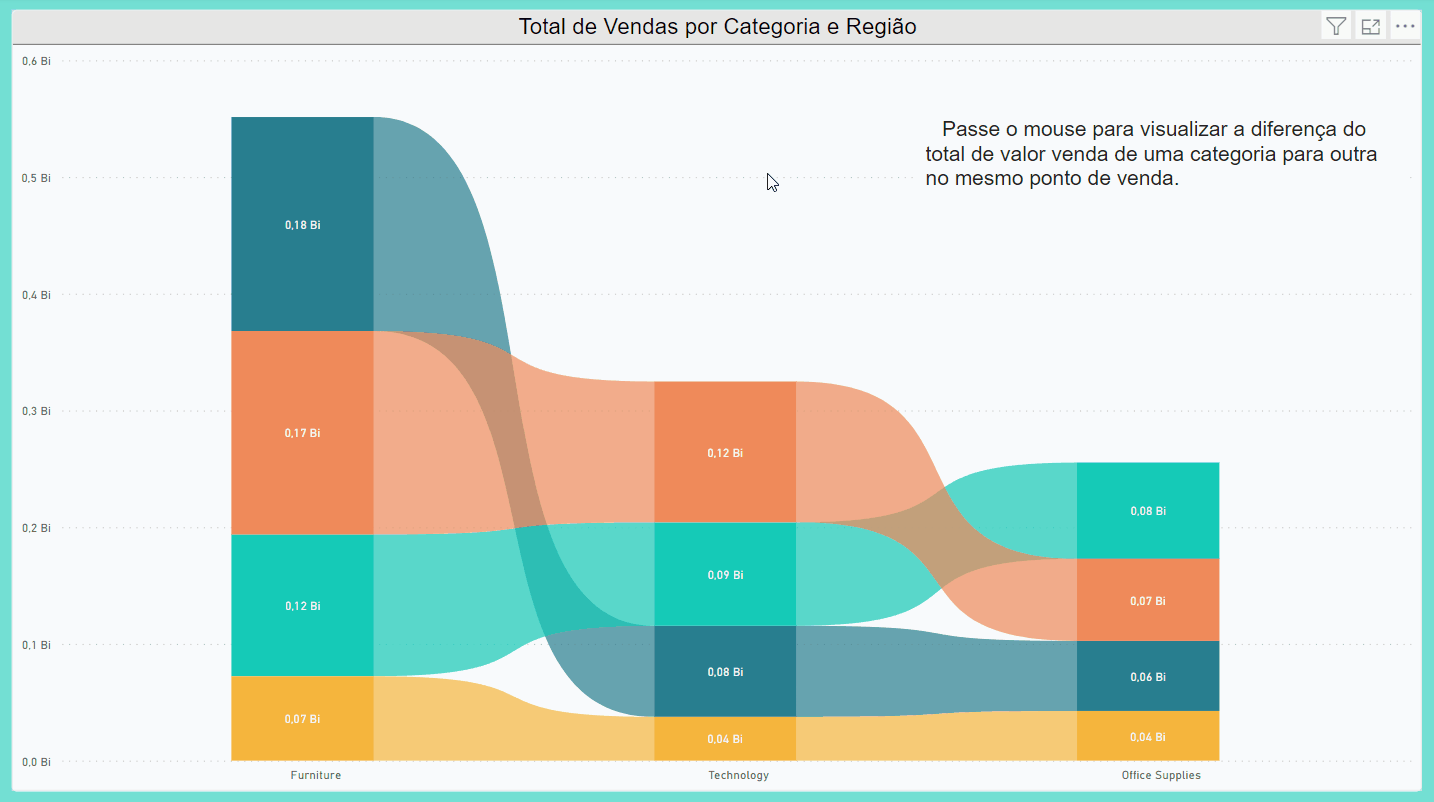 Total de Vendas por Categoria e Região
0,6 Bi
Passe o mouse para visualizar a diferença do
total de valor venda de uma categoria para outra
no mesmo ponto de venda.
0,5 Bi
0,4 Bi
0,3 Bi
0,2 Bi
0,1 Bi
0,0 Bi
0,18 Bi
0,17 Bi
0,12 Bi
0,07 Bi
0,12 Bi
0,09 Bi
0,08 Bi
0,04 Bi
0,08 Bi
0,07 Bi
0,06 Bi
0,04 Bi
Furniture
Technology
Office Supplies